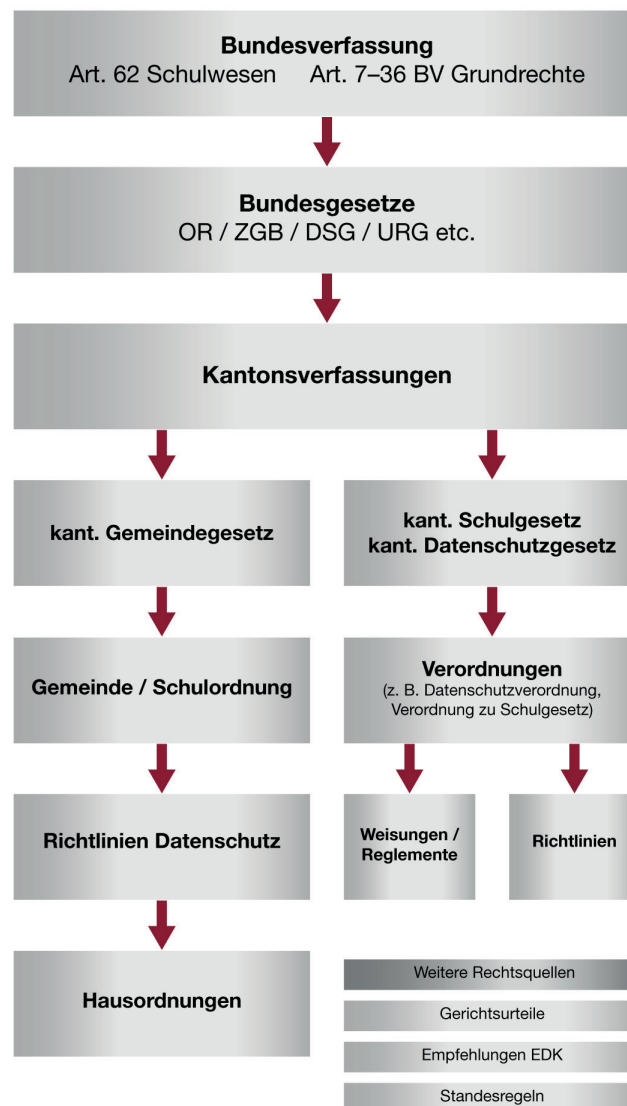 Bundesverfassung
Art. 62 Schulwesen Art. 7–36 BV Grundrechte
Bundesgesetze
OR / ZGB / DSG / URG etc.
Kantonsverfassungen
kant. Gemeindegesetz
kant. Schulgesetz
kant. Datenschutzgesetz
Gemeinde / Schulordnung
Verordnungen
(z. B. Datenschutzverordnung,
Verordnung zu Schulgesetz)
Richtlinien Datenschutz
Weisungen /
Reglemente
Richtlinien
Hausordnungen
Weitere Rechtsquellen
Gerichtsurteile
Empfehlungen EDK
Standesregeln